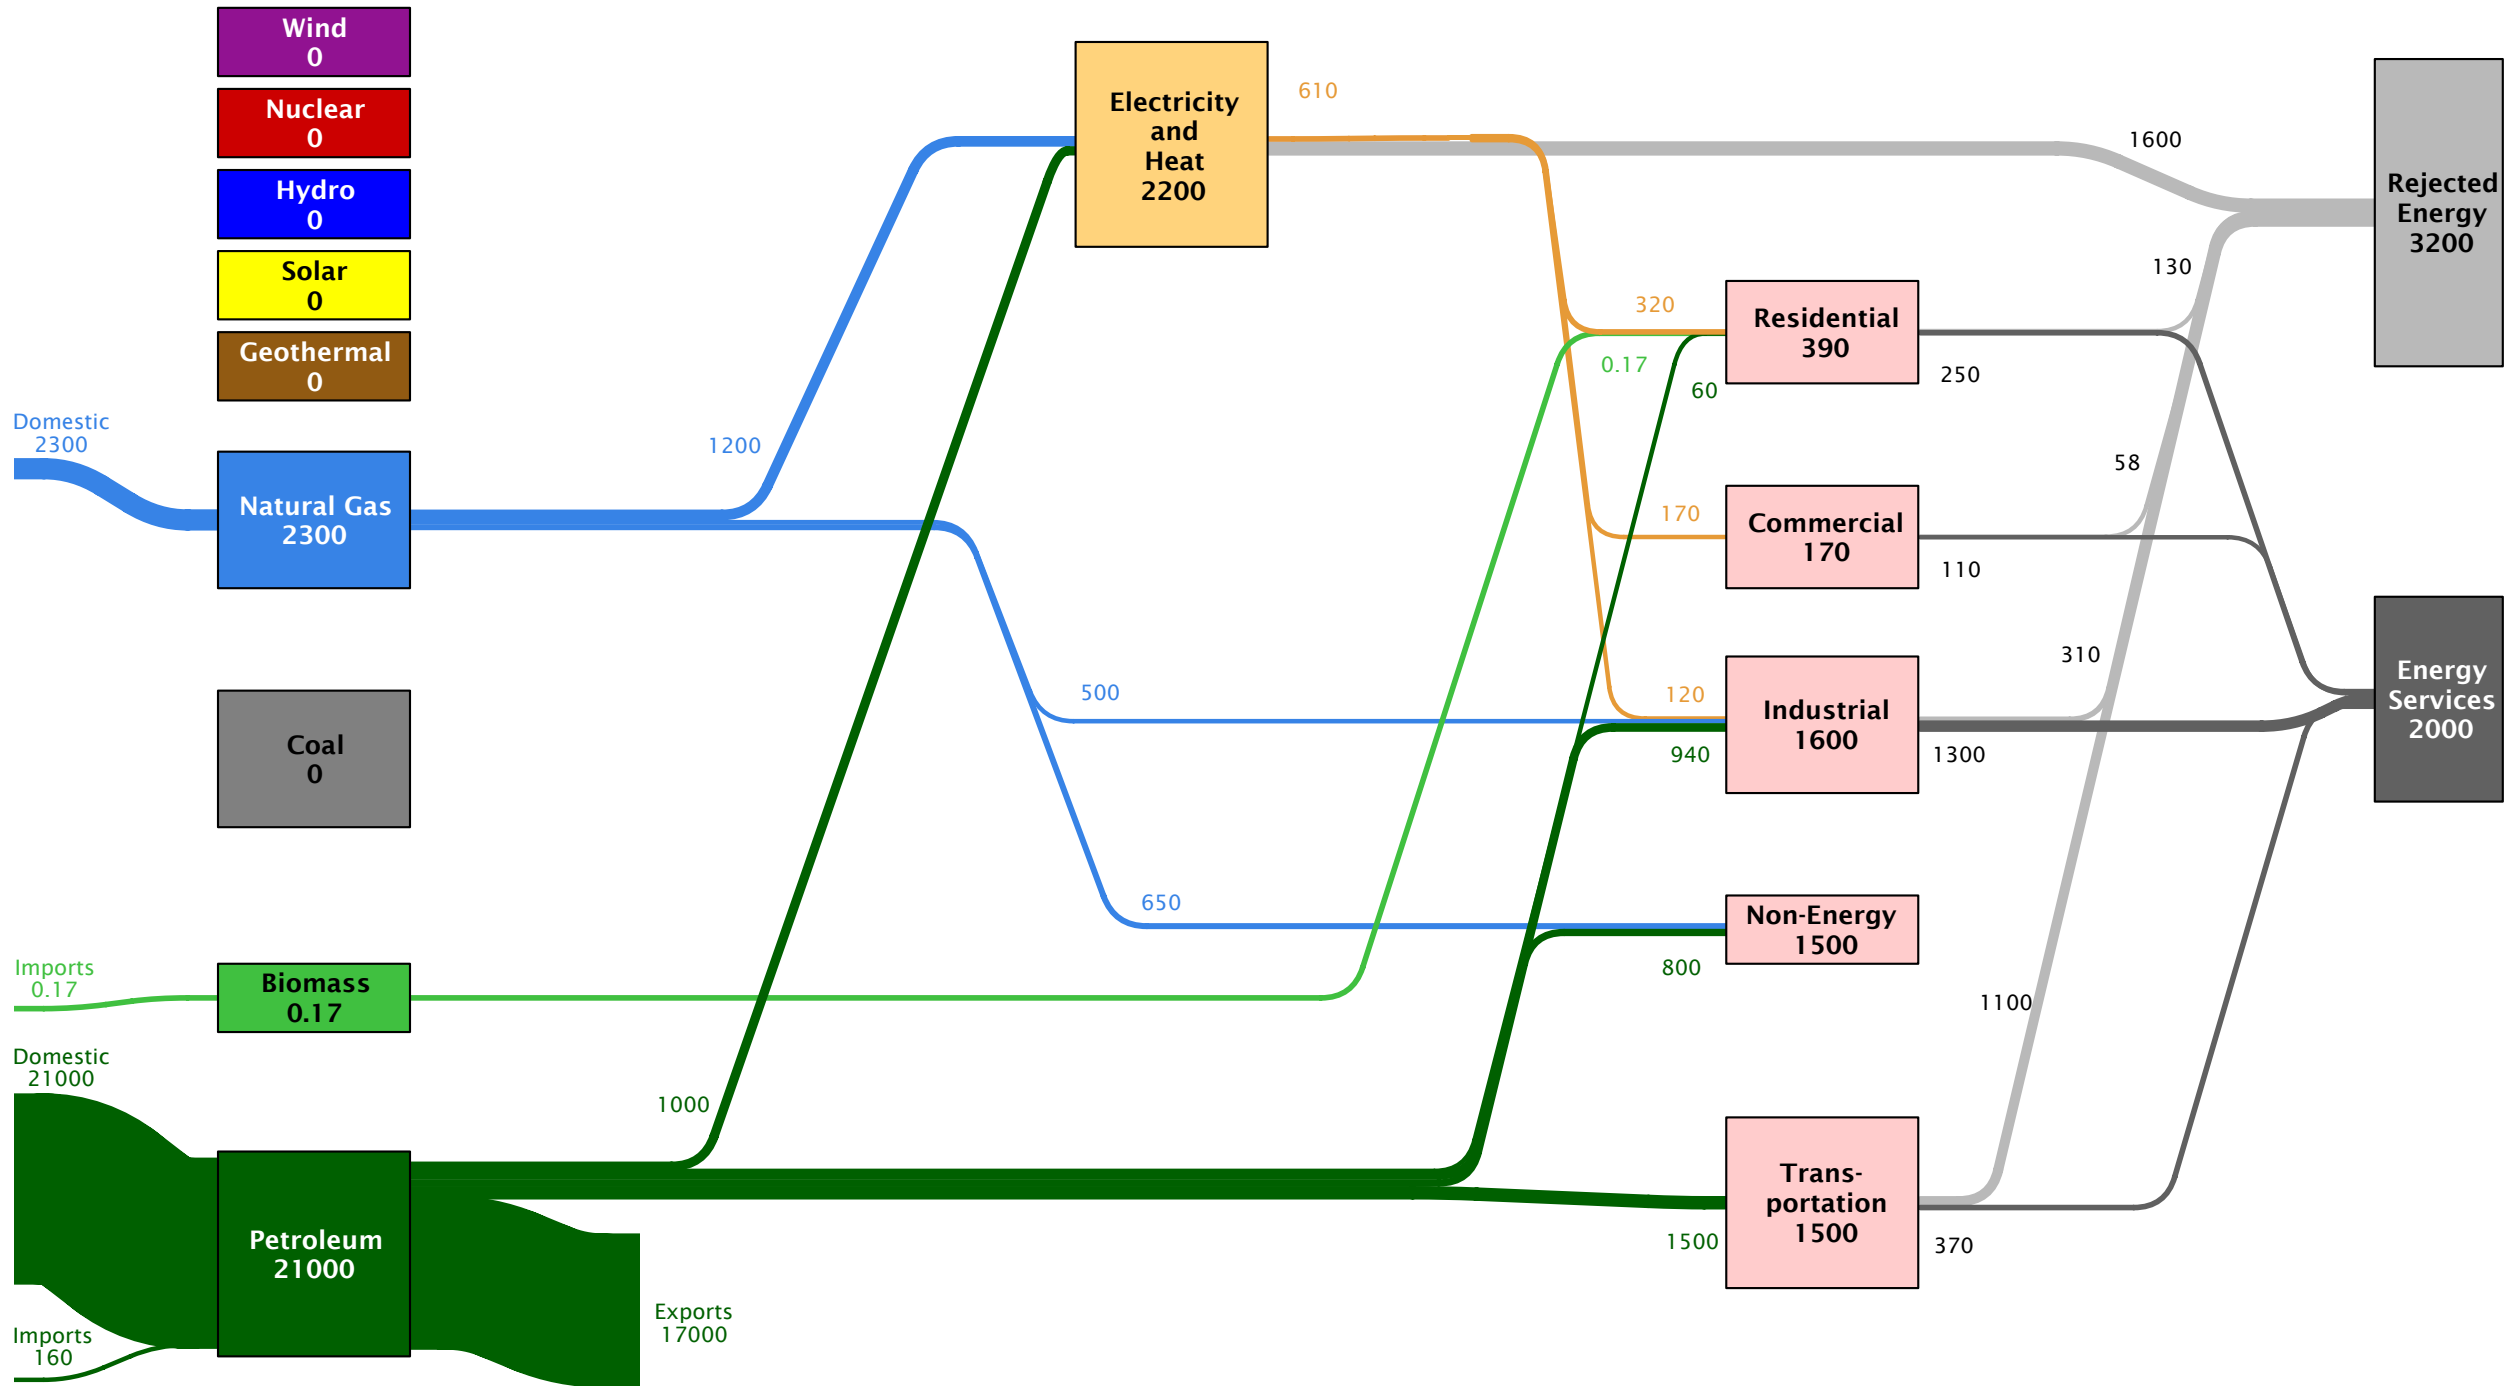 Wind
0
Nuclear
0
Hydro
0
Solar
0
Geothermal
0
Domestic
2300
Natural Gas
2300
Coal
0
Imports
0.17
Biomass
0.17
Domestic
21000
Imports
160
Petroleum
21000
Exports
17000
1200
1000
500
650
Electricity
and
Heat
2200
610
320
0.17
60
170
120
940
800
1500
Residential
390
Commercial
170
Industrial
1600
Non-Energy
1500
Trans-
portation
1500
1600
130
250
58
110
310
1300
1100
370
Rejected
Energy
3200
Energy
Services
2000